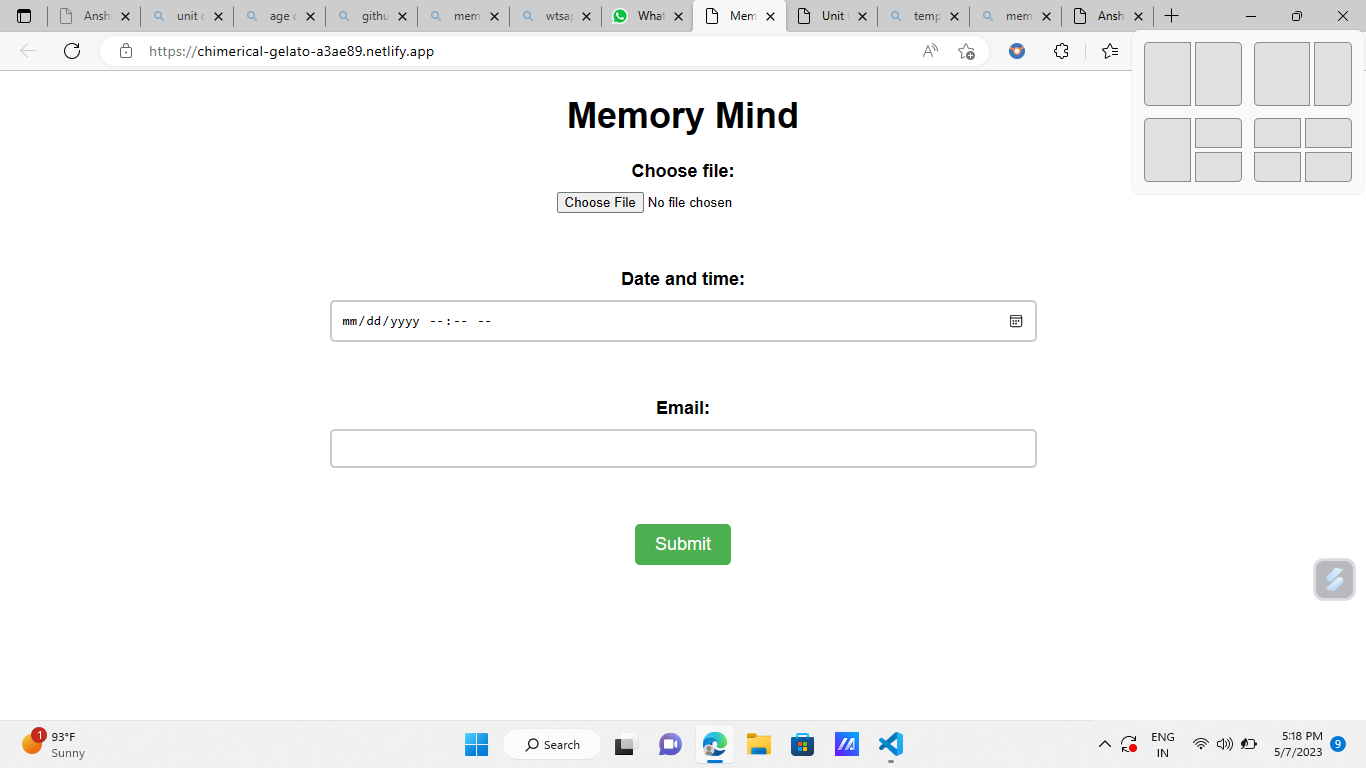 Ansh
unit c
age c
githu
mem
wtsa
What
Mem
Unit
temp
mem
Ansh
https://chimerical-gelato-a3ae89.netlify.app
Memory Mind
Choose file:
Choose File No file chosen
Date and time:
mm/dd/yyyy --:-- --
Email:
Submit
1
93°F
Sunny
Search
ENG
IN
5:18 PM
5/7/2023
9